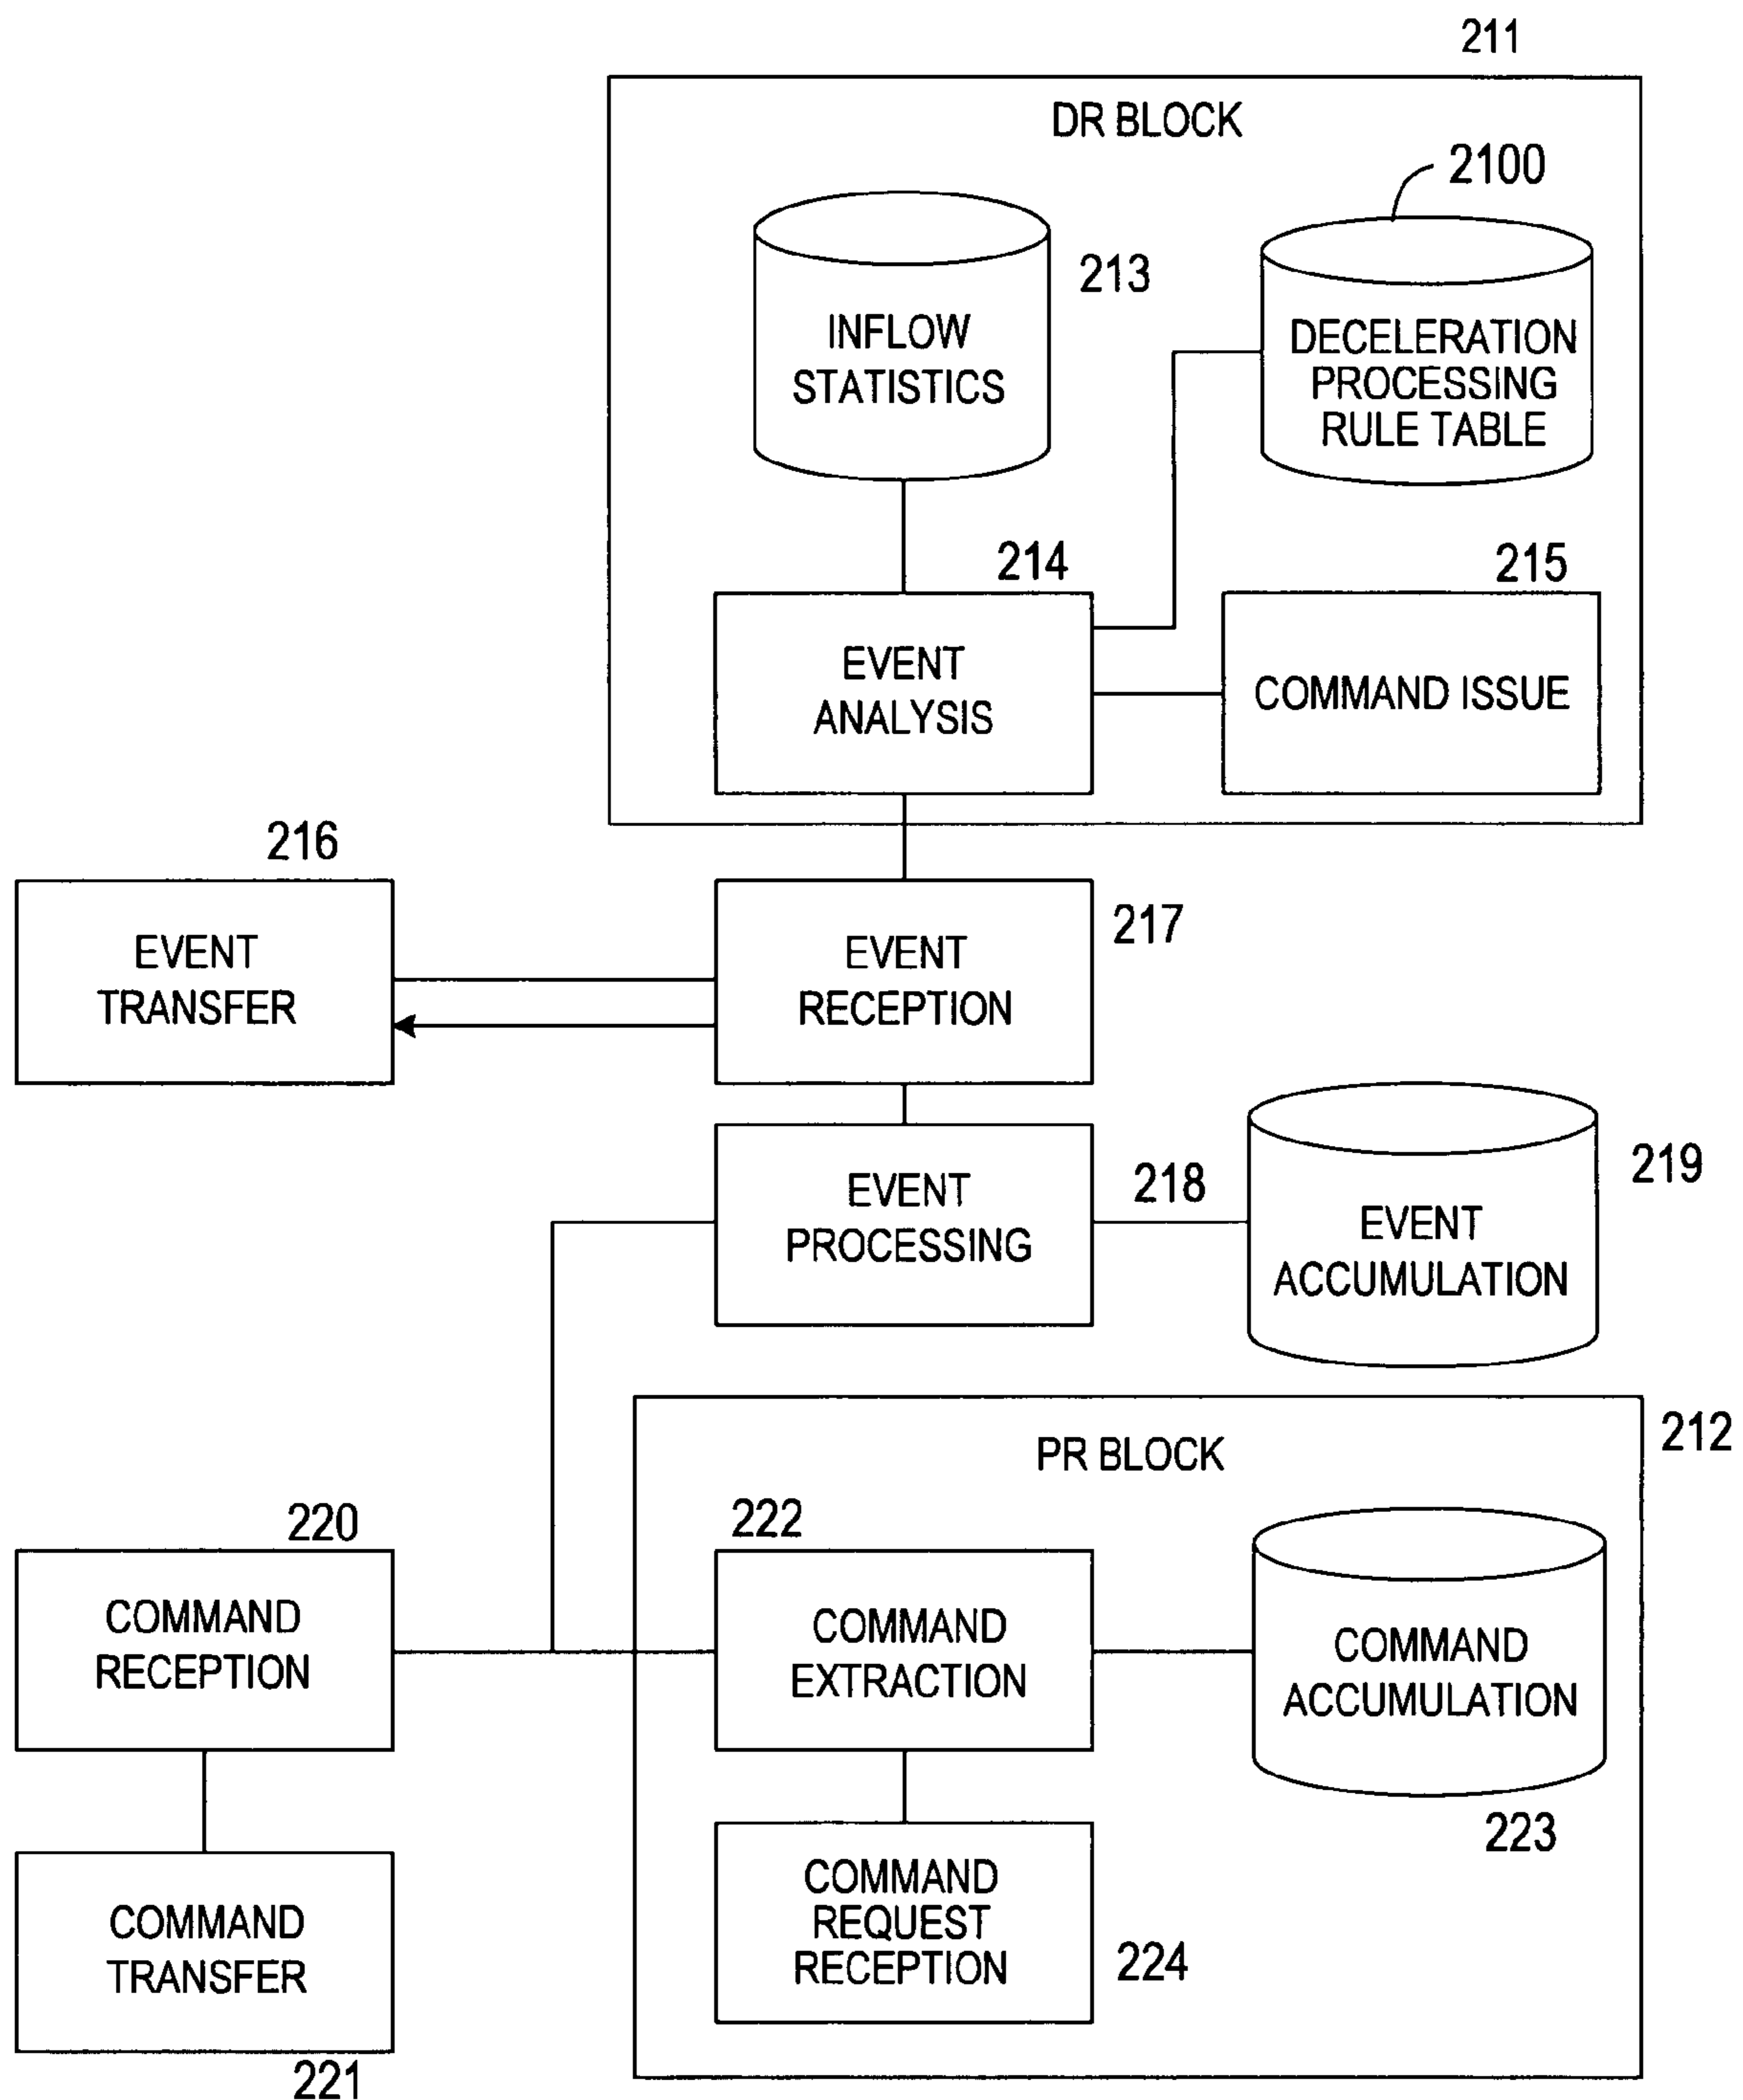 211
DR BLOCK
2100
213
INFLOW
STATISTICS
DECELERATION
PROCESSING
RULE TABLE
214
215
EVENT
ANALYSIS
COMMAND ISSUE
216
217
EVENT
TRANSFER
EVENT
RECEPTION
EVENT
PROCESSING
218
219
EVENT
ACCUMULATION
212
PR BLOCK
220
222
COMMAND
RECEPTION
COMMAND
EXTRACTION
COMMAND
ACCUMULATION
223
COMMAND
TRANSFER
221
COMMAND
REQUEST
RECEPTION
224